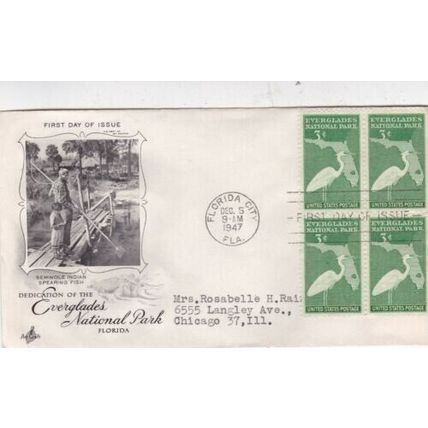 FIRST DAY OF ISSUE
SEMINOLE INDIAN
SPEARING FISH
DEDICATION OF THE
Everglades
National Park
FLORIDA
ArtCraft
FLORIDA CITY
DEC 5
9-AM
1947
FLA.
FIRST DAY OF ISSUE
Mrs.Rosabelle H.Rai
6555 Langley Ave.,
Chicago 37,Ill.
EVERGLADES
NATIONAL PARK
3¢
UNITED STATES POSTAGE
EVERGLADES
NATIONAL PARK
3¢
UNITED STATES POSTAGE
EVERGLADES
NATIONAL PARK
3¢
UNITED STATES POSTAGE
EVERGLADES
NATIONAL PARK
3¢
UNITED STATES POSTAGE